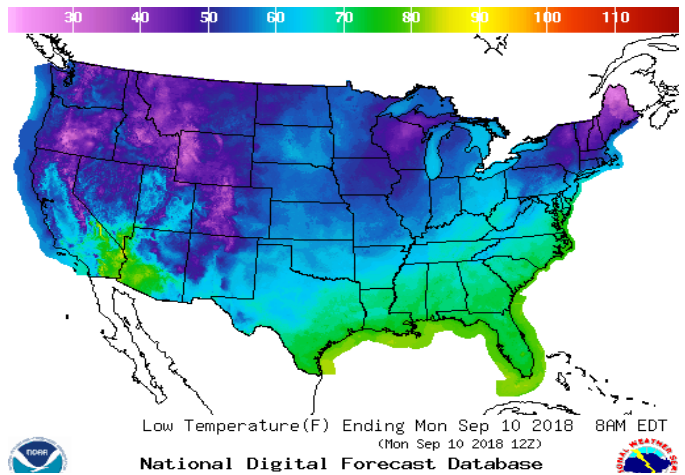 30 40 50 60 70 80 90 100 110
Low Temperature(F) Ending Mon Sep 10 2018 8AM EDT
(Mon Sep 10 2018 12Z)
National Digital Forecast Database
NOAA